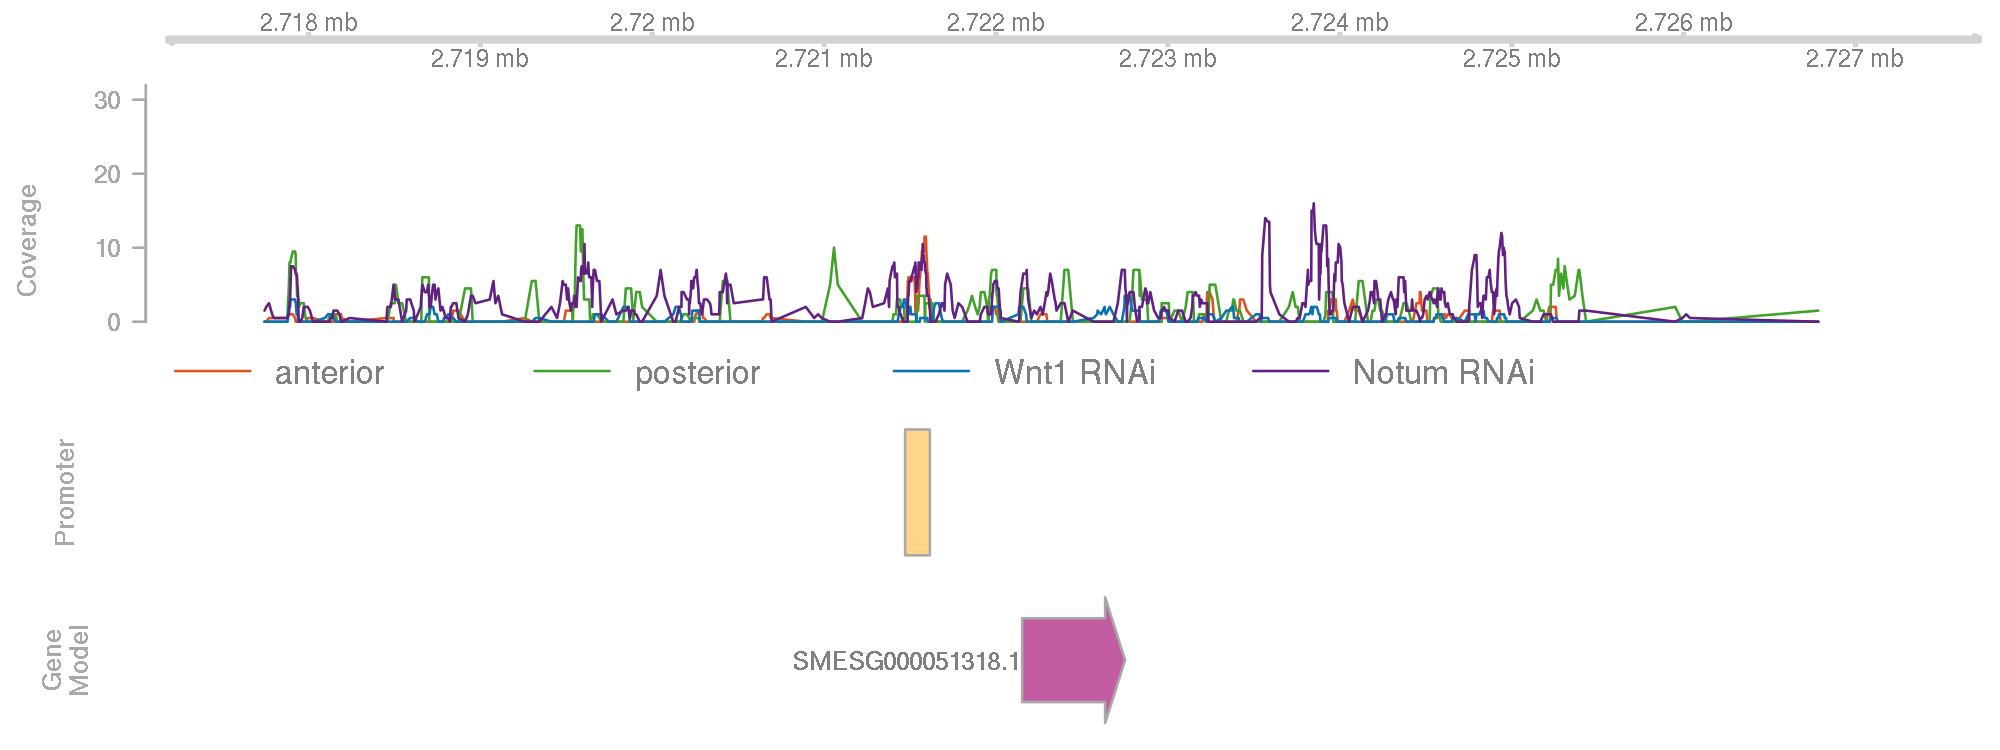 2.718 mb 2.72 mb 2.722 mb 2.724 mb 2.726 mb
2.719 mb 2.721 mb 2.723 mb 2.725 mb 2.727 mb
30
20
10
0
Coverage
anterior posterior Wnt1 RNAi Notum RNAi
Promoter
Gene
Model
SMESG000051318.1